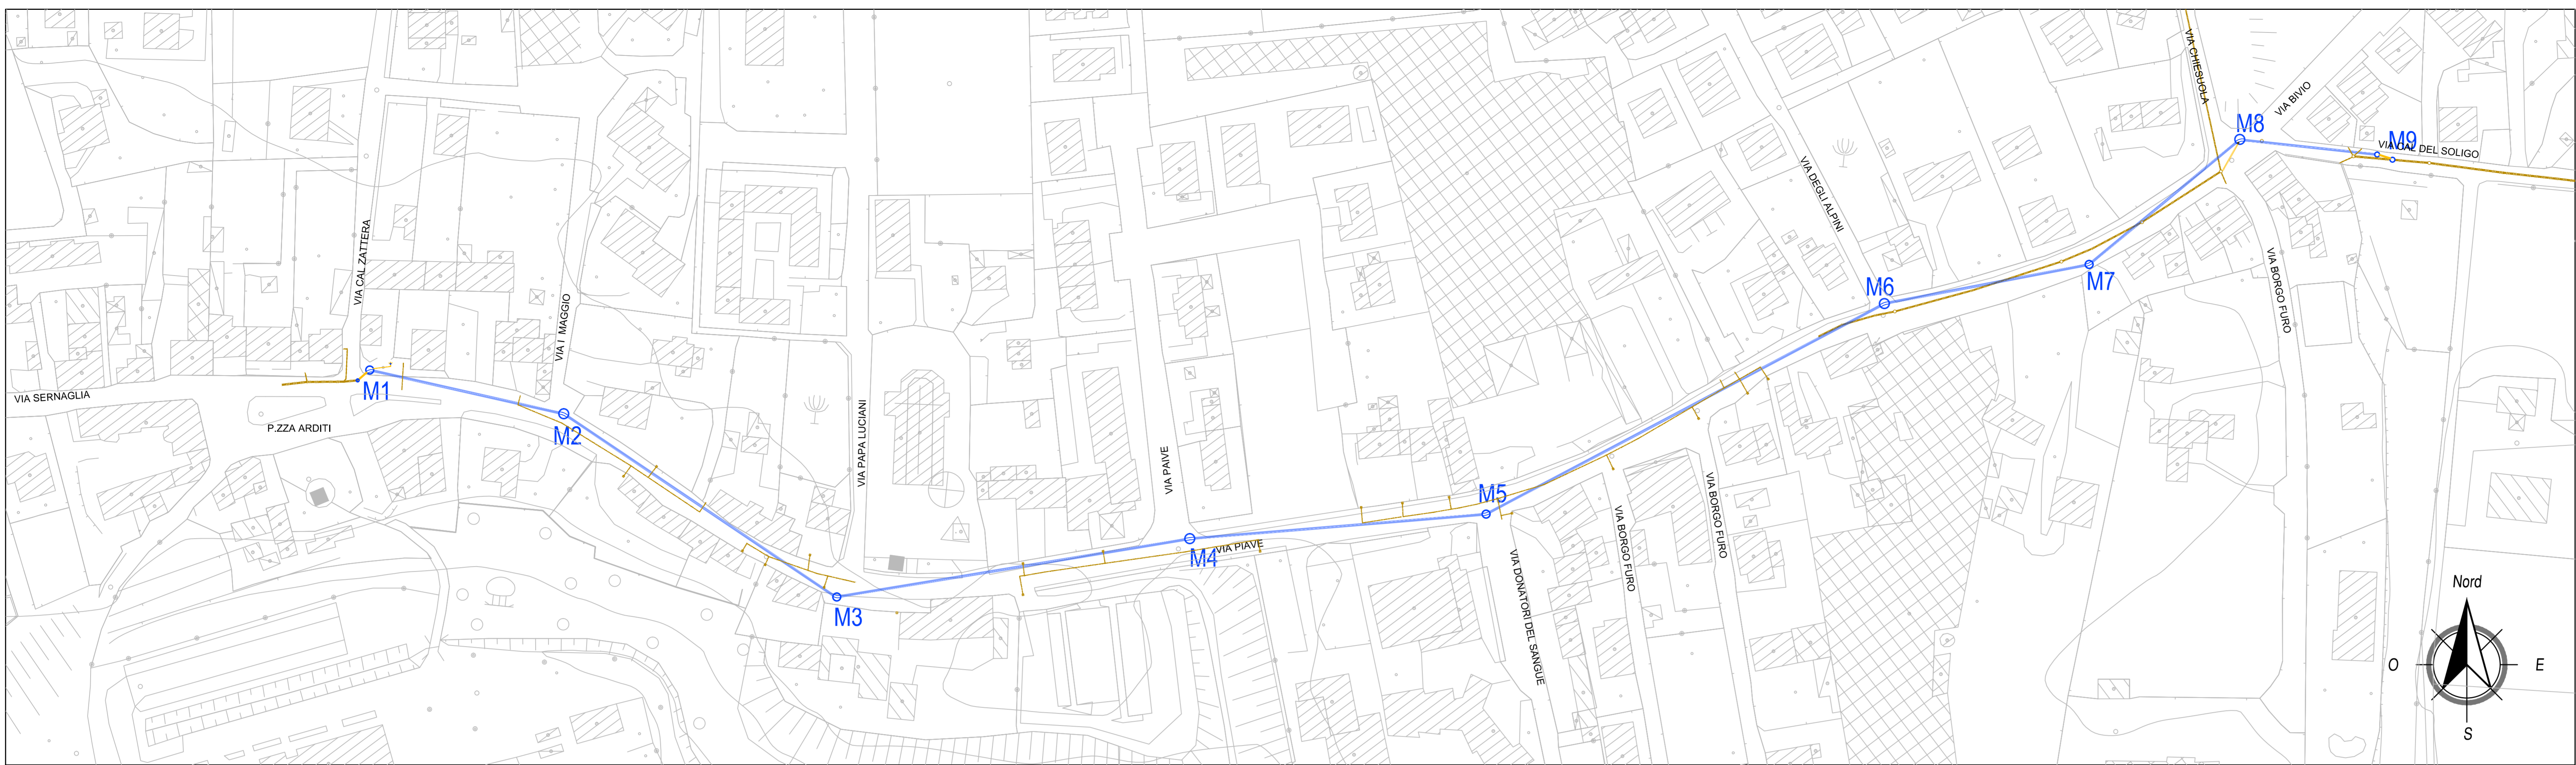 VIA CHIESUOLA
VIA BIVIO
M8
M9
VIA CAL DEL SOLIGO
VIA DEGLI ALPINI
VIA CAL ZATTERA
VIA I MAGGIO
VIA BORGO FURO
M6
M7
M1
VIA SERNAGLIA
P.ZZA ARDITI
M2
VIA PAPA LUCIANI
VIA PAIVE
M5
M4
VIA PIAVE
VIA BORGO FURO
VIA BORGO FURO
VIA DONATORI DEL SANGUE
M3
Nord
O
E
S